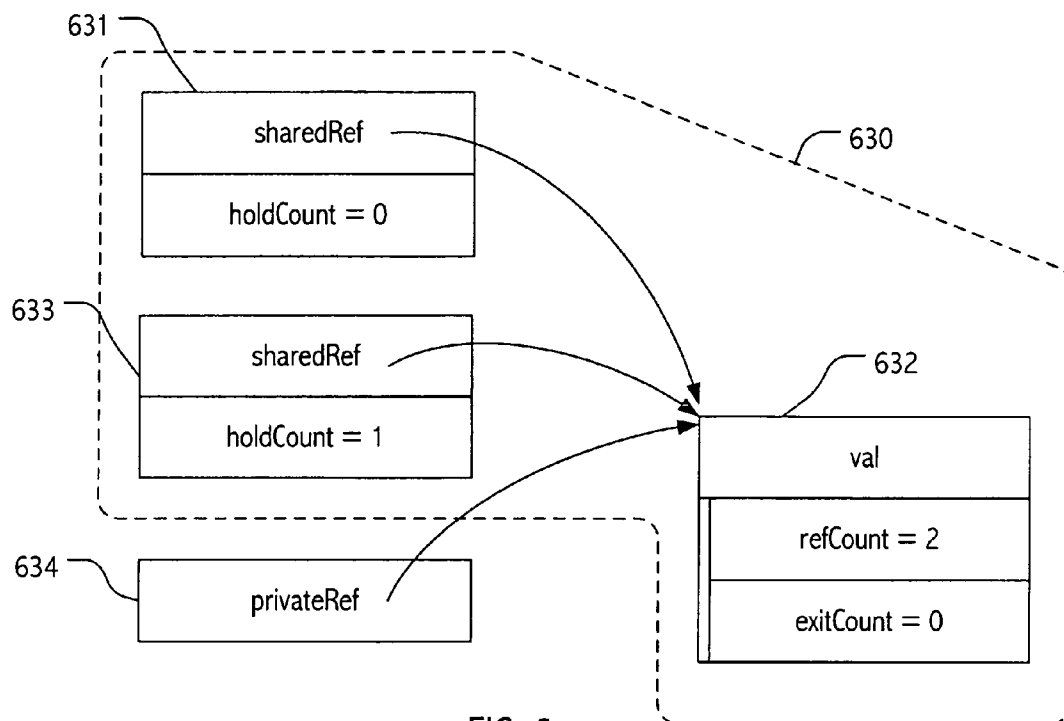 631
sharedRef
holdCount = 0
630
633
sharedRef
holdCount = 1
632
val
refCount = 2
exitCount = 0
634
privateRef